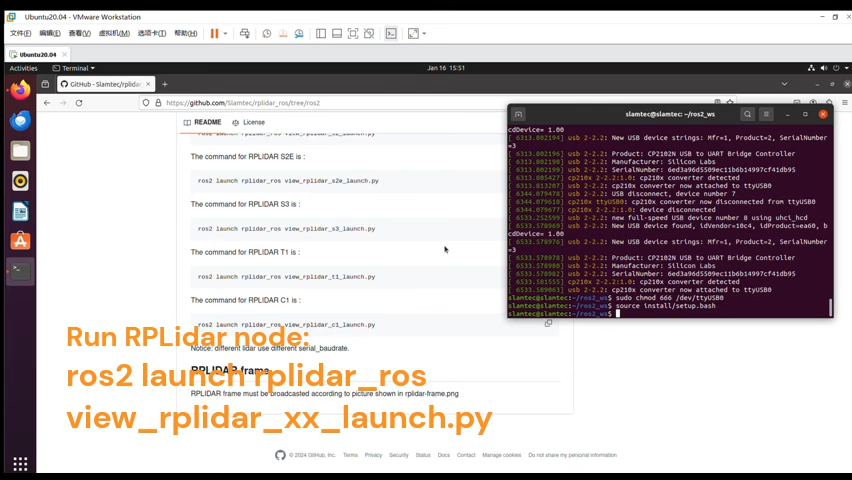 Ubuntu20.04 - VMware Workstation
文件(F) 编辑(E) 查看(V) 虚拟机(M) 选项卡(T) 帮助(H)
Ubuntu20.04
Activities Terminal Jan 16 15:51
GitHub - Slamtec/rplidar
https://github.com/Slamtec/rplidar_ros/tree/ros2
README License
The command for RPLIDAR S2E is :
ros2 launch rplidar_ros view_rplidar_s2e_launch.py
The command for RPLIDAR S3 is :
ros2 launch rplidar_ros view_rplidar_s3_launch.py
The command for RPLIDAR T1 is :
ros2 launch rplidar_ros view_rplidar_t1_launch.py
The command for RPLIDAR C1 is :
ros2 launch rplidar_ros view_rplidar_c1_launch.py
Notice: different lidar use different serial_baudrate.
RPLIDAR frame
RPLIDAR frame must be broadcasted according to picture shown in rplidar-frame.png
© 2024 GitHub, Inc. Terms Privacy Security Status Docs Contact Manage cookies Do not share my personal information
slamtec@slamtec: ~/ros2_ws
cdDevice= 1.00
[ 6313.802194] usb 2-2.2: New USB device strings: Mfr=1, Product=2, SerialNumber
=3
[ 6313.802196] usb 2-2.2: Product: CP2102N USB to UART Bridge Controller
[ 6313.802198] usb 2-2.2: Manufacturer: Silicon Labs
[ 6313.802199] usb 2-2.2: SerialNumber: 6ed3a96d5509ec11b6b14997cf41db95
[ 6313.805427] cp210x 2-2.2:1.0: cp210x converter detected
[ 6313.813207] usb 2-2.2: cp210x converter now attached to ttyUSB0
[ 6344.079478] usb 2-2.2: USB disconnect, device number 7
[ 6344.079618] cp210x ttyUSB0: cp210x converter now disconnected from ttyUSB0
[ 6344.079677] cp210x 2-2.2:1.0: device disconnected
[ 6533.252599] usb 2-2.2: new full-speed USB device number 8 using uhci_hcd
[ 6533.578969] usb 2-2.2: New USB device found, idVendor=10c4, idProduct=ea60, b
cdDevice= 1.00
[ 6533.578976] usb 2-2.2: New USB device strings: Mfr=1, Product=2, SerialNumber
=3
[ 6533.578978] usb 2-2.2: Product: CP2102N USB to UART Bridge Controller
[ 6533.578980] usb 2-2.2: Manufacturer: Silicon Labs
[ 6533.578982] usb 2-2.2: SerialNumber: 6ed3a96d5509ec11b6b14997cf41db95
[ 6533.581555] cp210x 2-2.2:1.0: cp210x converter detected
[ 6533.589063] usb 2-2.2: cp210x converter now attached to ttyUSB0
slamtec@slamtec:~/ros2_ws$ sudo chmod 666 /dev/ttyUSB0
slamtec@slamtec:~/ros2_ws$ source install/setup.bash
slamtec@slamtec:~/ros2_ws$
Run RPLidar node:
ros2 launch rplidar_ros
view_rplidar_xx_launch.py